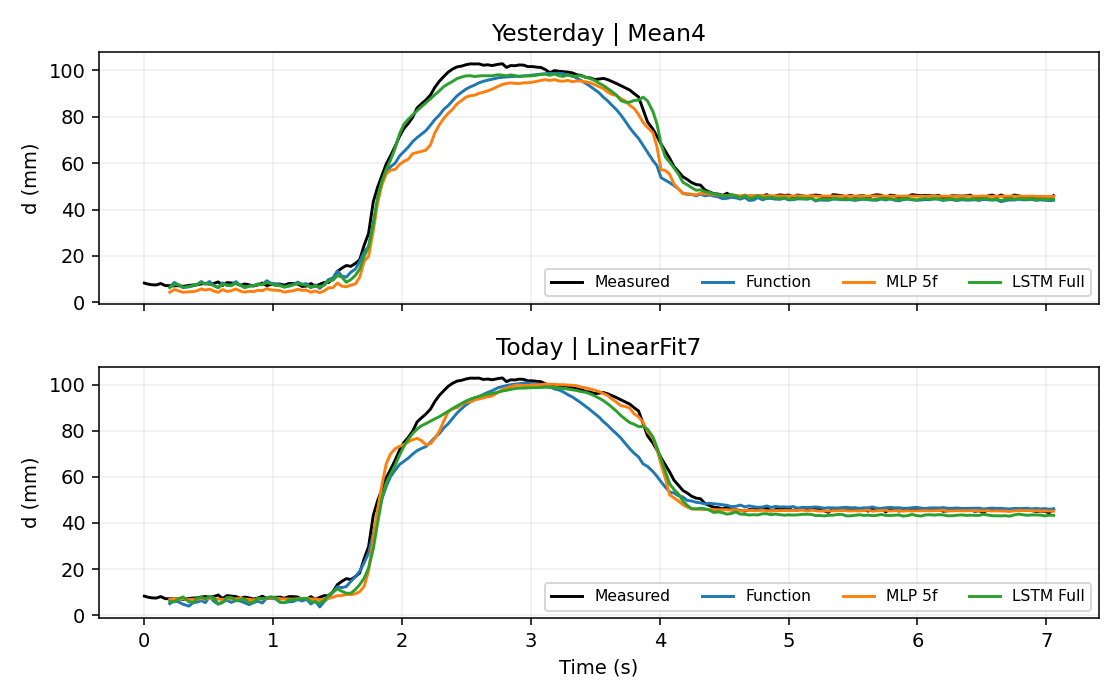 Yesterday | Mean4
100
80
60
40
20
0
d (mm)
Measured Function MLP 5f LSTM Full
Today | LinearFit7
100
80
60
40
20
0
d (mm)
Measured Function MLP 5f LSTM Full
0 1 2 3 4 5 6 7
Time (s)